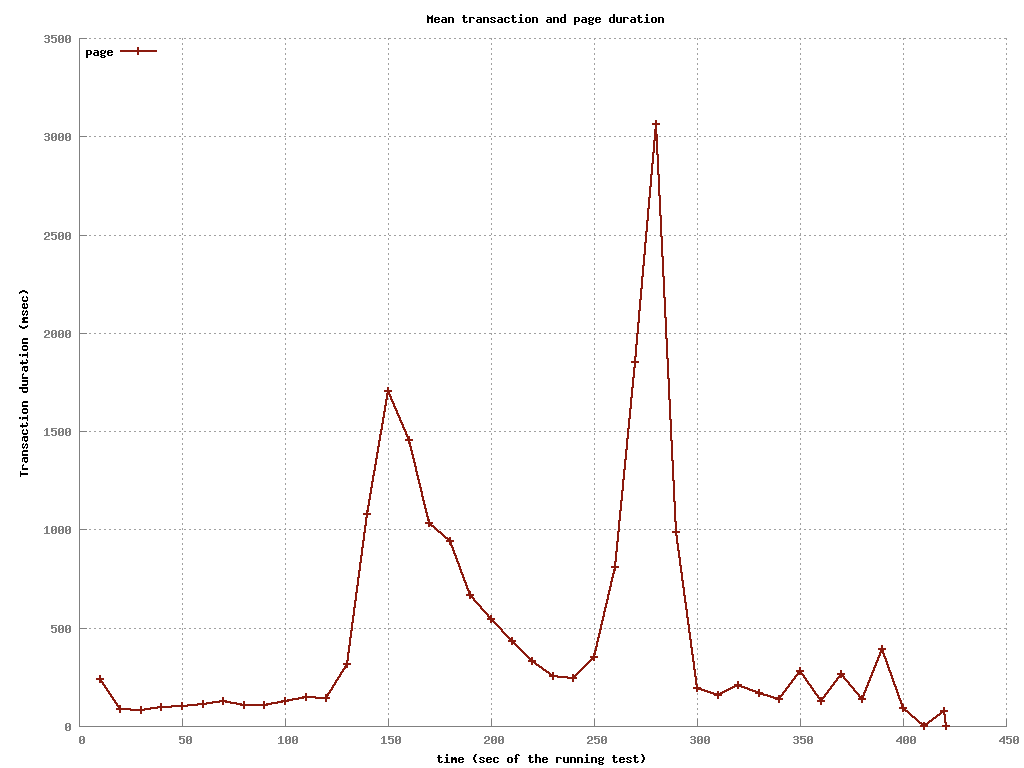 Mean transaction and page duration
3500
page
3000
2500
2000
1500
1000
500
0
Transaction duration (msec)
0 50 100 150 200 250 300 350 400 450
time (sec of the running test)